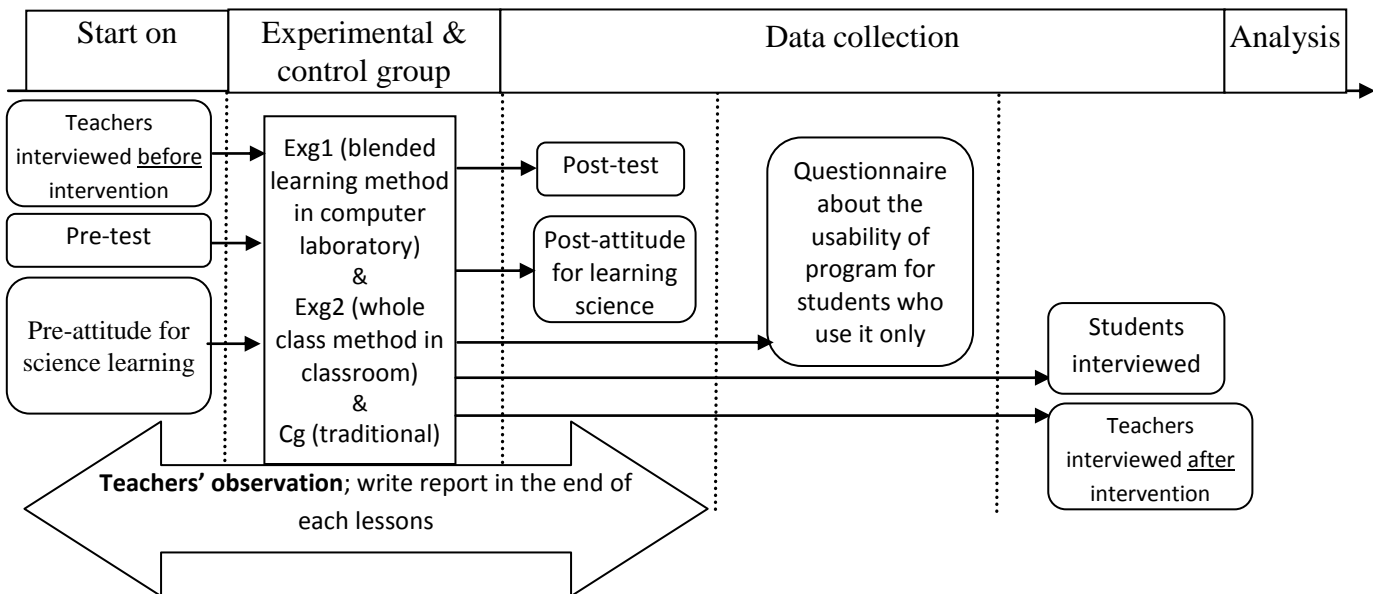 Start on
Experimental &
control group
Data collection
Analysis
Teachers
interviewed before
intervention
Pre-test
Pre-attitude for
science learning
Exg1 (blended
learning method
in computer
laboratory)
&
Exg2 (whole
class method in
classroom)
&
Cg (traditional)
Post-test
Post-attitude
for learning
science
Questionnaire
about the
usability of
program for
students who
use it only
Students
interviewed
Teachers
interviewed after
intervention
Teachers’ observation; write report in the end of
each lessons